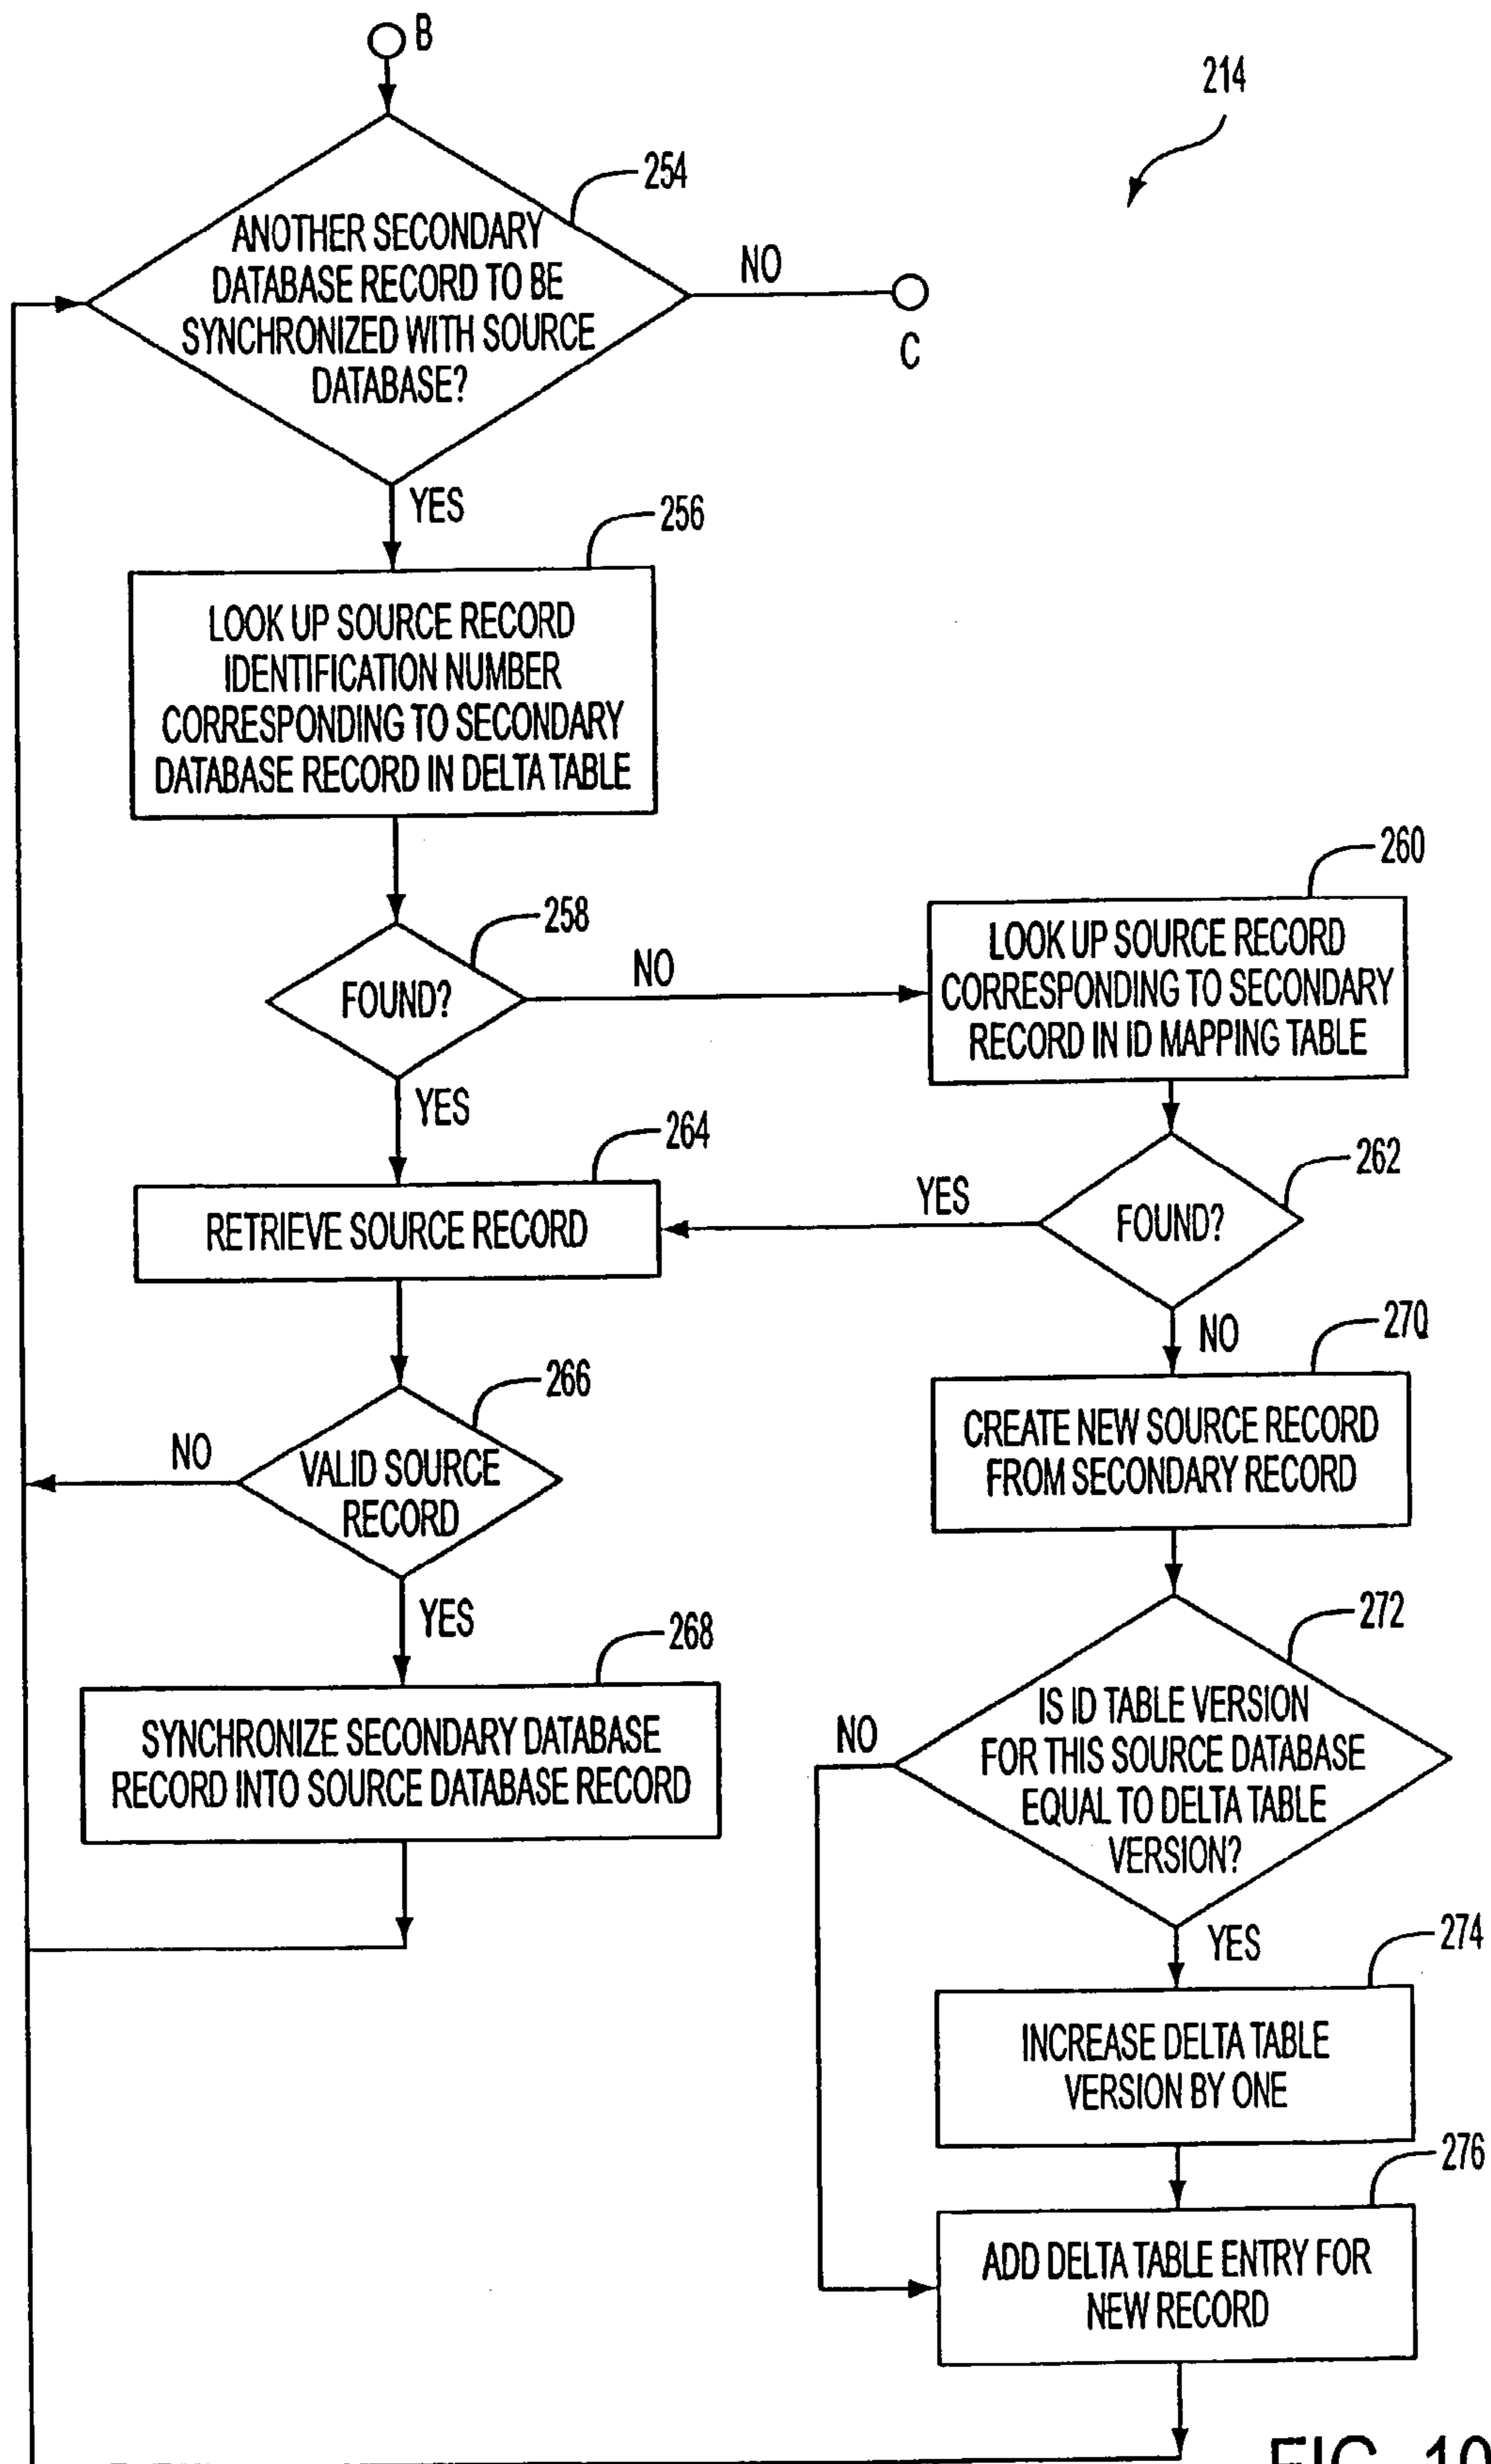 B
214
254
ANOTHER SECONDARY
DATABASE RECORD TO BE
SYNCHRONIZED WITH SOURCE
DATABASE?
NO
C
YES
256
LOOK UP SOURCE RECORD
IDENTIFICATION NUMBER
CORRESPONDING TO SECONDARY
DATABASE RECORD IN DELTA TABLE
258
FOUND?
NO
260
LOOK UP SOURCE RECORD
CORRESPONDING TO SECONDARY
RECORD IN ID MAPPING TABLE
YES
264
RETRIEVE SOURCE RECORD
YES
262
FOUND?
NO
270
CREATE NEW SOURCE RECORD
FROM SECONDARY RECORD
266
VALID SOURCE
RECORD
NO
YES
268
SYNCHRONIZE SECONDARY DATABASE
RECORD INTO SOURCE DATABASE RECORD
272
IS ID TABLE VERSION
FOR THIS SOURCE DATABASE
EQUAL TO DELTA TABLE
VERSION?
NO
YES
274
INCREASE DELTA TABLE
VERSION BY ONE
276
ADD DELTA TABLE ENTRY FOR
NEW RECORD
FIG. 10